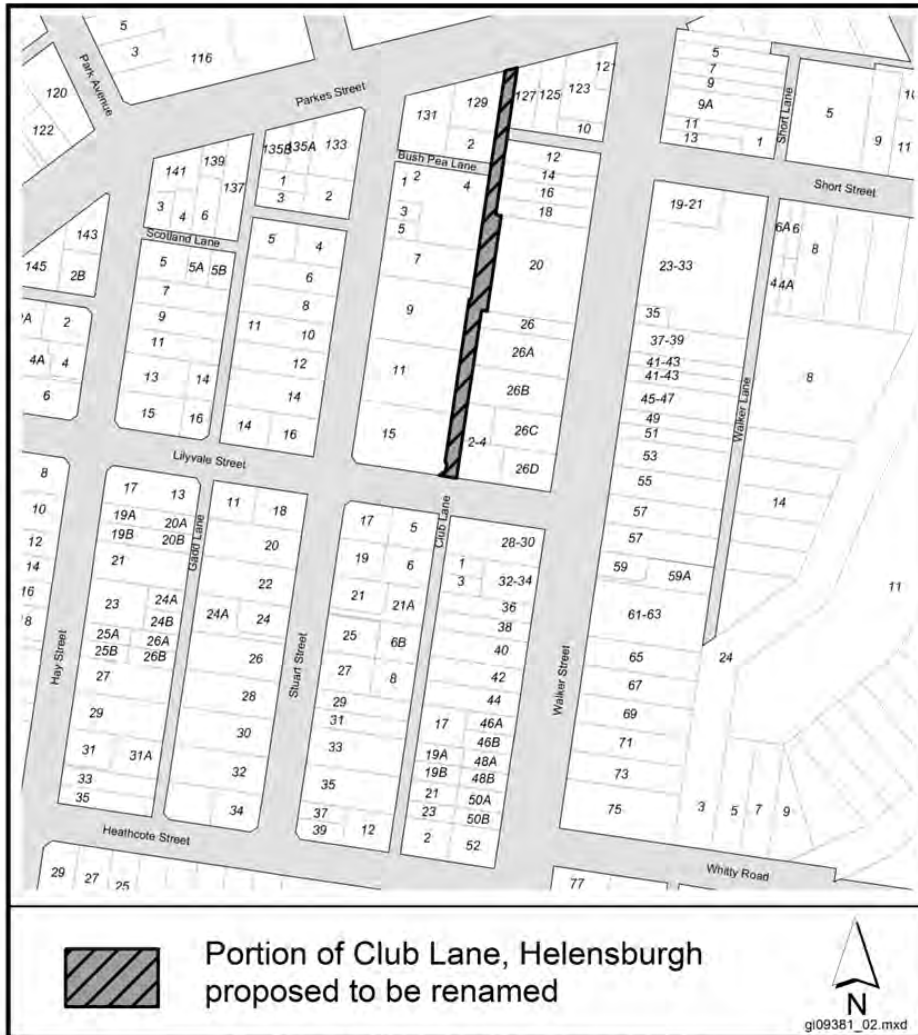 5
3
116
Park Avenue
120
122
Parkes Street
5
7
9
9A
11
13
1
Short Lane
5
9
11
Short Street
131
129
2
127
125
123
121
10
Bush Pea Lane
141
139
137
3
4
6
135B
135A
133
1
3
2
Scotland Lane
143
145
2B
2
4A
4
6
5
5A
5B
7
9
11
13
14
15
16
5
4
6
8
11
10
12
14
14
16
1
2
4
3
5
7
9
11
15
12
14
16
18
20
26
26A
26B
26C
2-4
26D
19-21
23-33
35
37-39
41-43
41-43
45-47
49
51
53
55
57
57
59
59A
61-63
65
67
69
71
73
75
6A
6
8
4
4A
8
Walker Lane
14
11
24
3
5
7
9
Lilyvale Street
8
10
12
14
16
Hay Street
17
13
19A
20A
19B
20B
21
23
24A
24B
25A
26A
25B
26B
27
29
31
31A
33
35
Gadd Lane
11
18
20
22
24A
24
26
28
30
32
34
Stuart Street
17
5
19
6
21
21A
25
6B
27
8
29
31
33
35
37
39
12
Club Lane
28-30
1
3
32-34
36
38
40
42
44
17
46A
46B
19A
48A
19B
48B
21
50A
23
50B
2
52
Walker Street
Heathcote Street
29
27
25
77
Whitty Road
Portion of Club Lane, Helensburgh
proposed to be renamed
N
gi09381_02.mxd